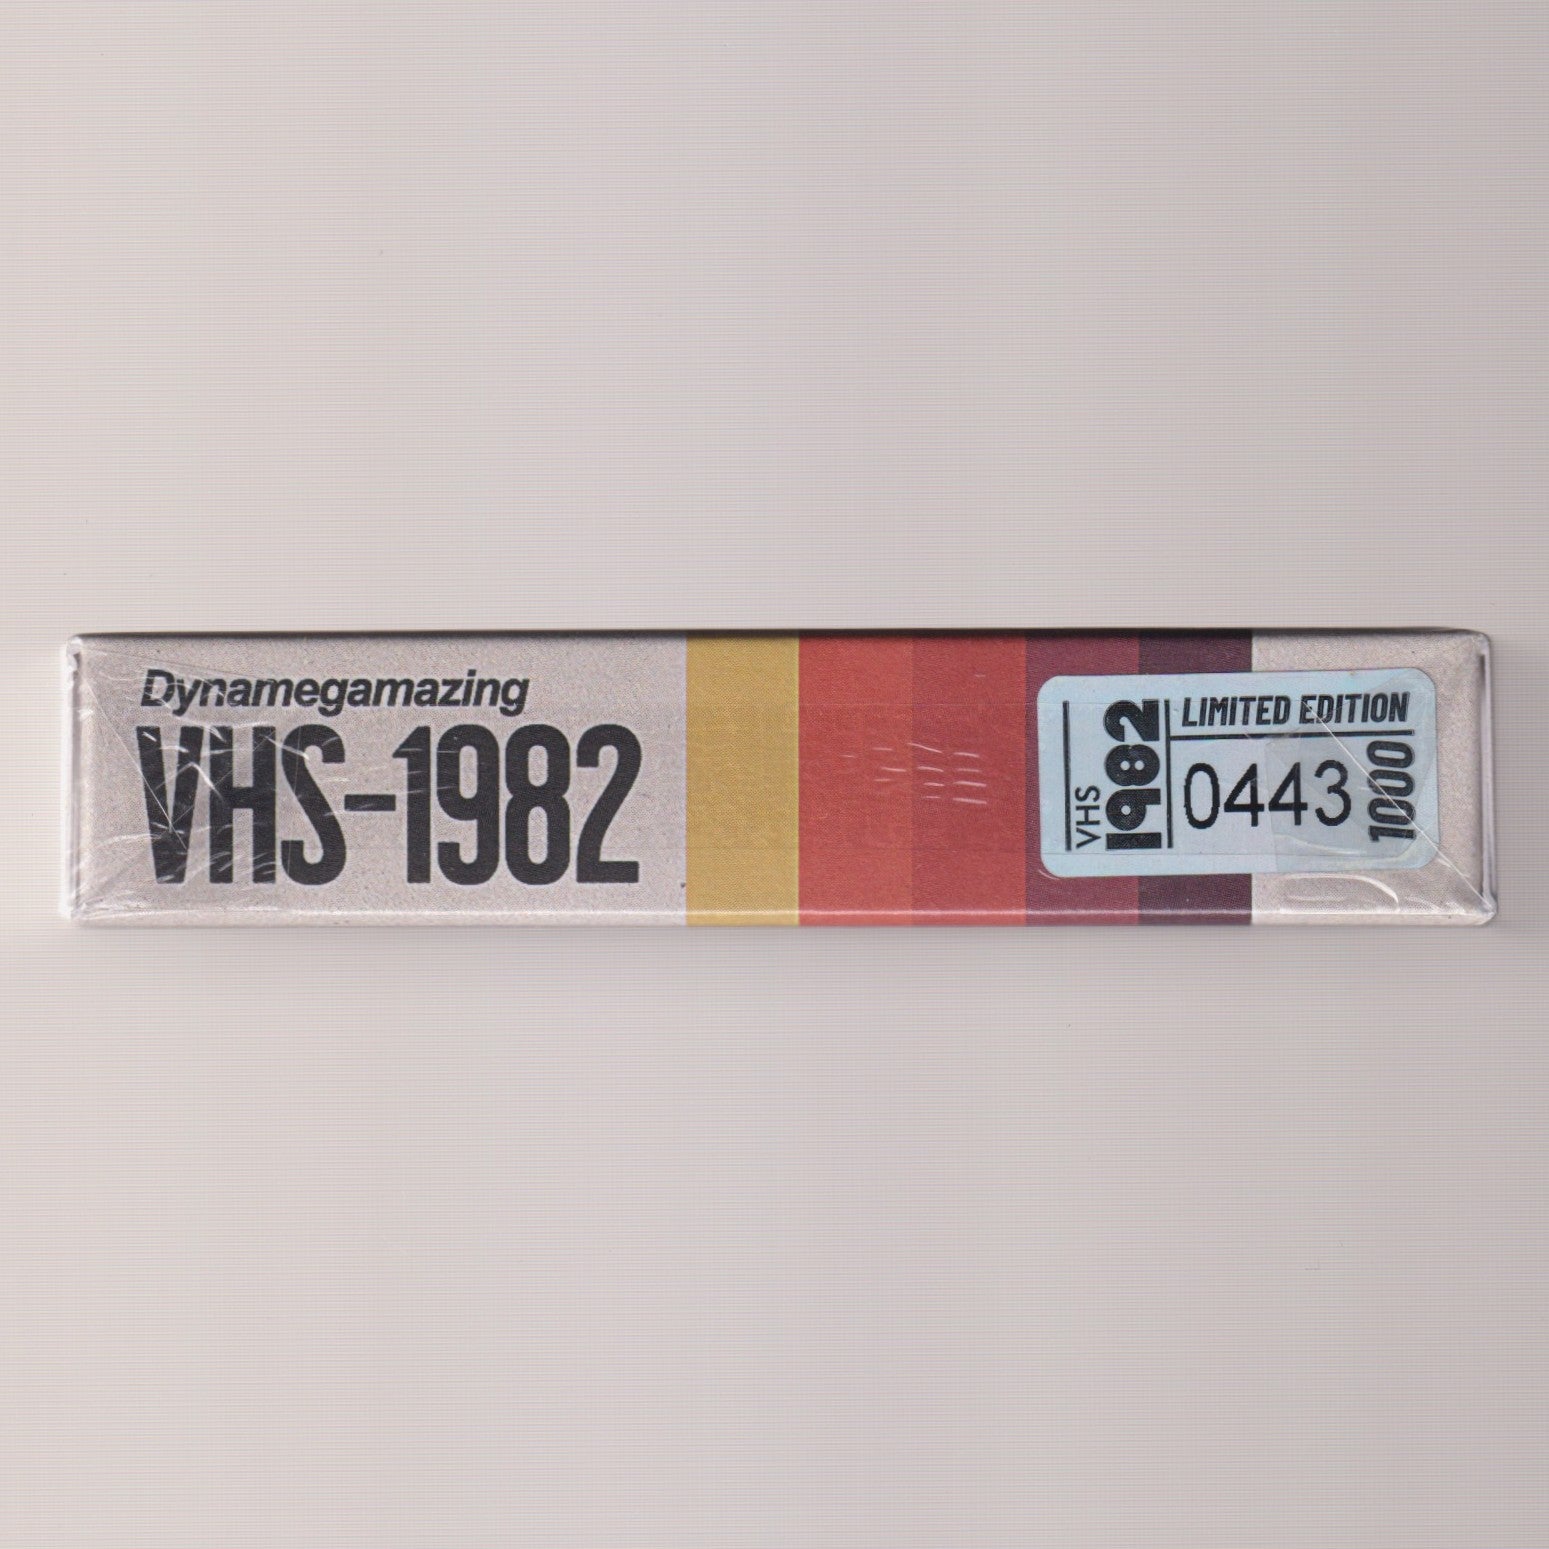 Dynamegamazing
VHS-1982
VHS
1982
LIMITED EDITION
0443
1000